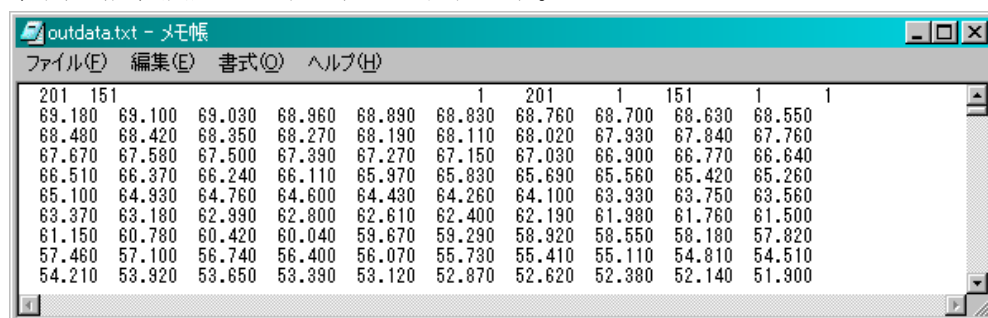 outdata.txt - メモ帳
ファイル(F) 編集(E) 書式(O) ヘルプ(H)
201 151 1 201 1 151 1 1
69.180 69.100 69.030 68.960 68.890 68.830 68.760 68.700 68.630 68.550
68.480 68.420 68.350 68.270 68.190 68.110 68.020 67.930 67.840 67.760
67.670 67.580 67.500 67.390 67.270 67.150 67.030 66.900 66.770 66.640
66.510 66.370 66.240 66.110 65.970 65.830 65.690 65.560 65.420 65.260
65.100 64.930 64.760 64.600 64.430 64.260 64.100 63.930 63.750 63.560
63.370 63.180 62.990 62.800 62.610 62.400 62.190 61.980 61.760 61.500
61.150 60.780 60.420 60.040 59.670 59.290 58.920 58.550 58.180 57.820
57.460 57.100 56.740 56.400 56.070 55.730 55.410 55.110 54.810 54.510
54.210 53.920 53.650 53.390 53.120 52.870 52.620 52.380 52.140 51.900